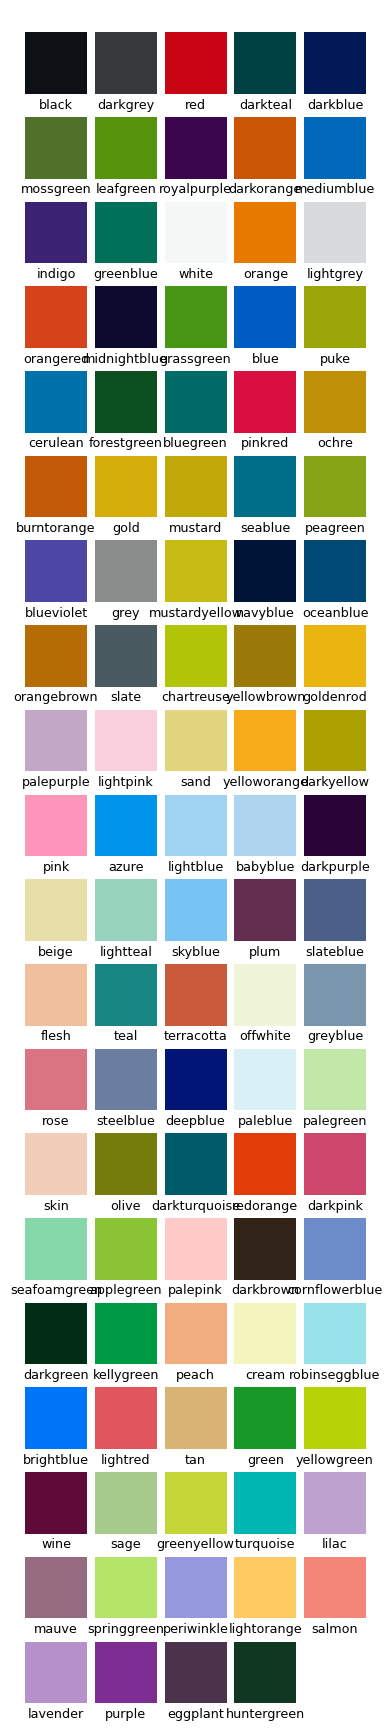 black darkgrey red darkteal darkblue
mossgreen leafgreen royalpurple darkorange mediumblue
indigo greenblue white orange lightgrey
orangered midnightblue grassgreen blue puke
cerulean forestgreen bluegreen pinkred ochre
burntorange gold mustard seablue peagreen
blueviolet grey mustardyellow navyblue oceanblue
orangebrown slate chartreuse yellowbrown goldenrod
palepurple lightpink sand yelloworange darkyellow
pink azure lightblue babyblue darkpurple
beige lightteal skyblue plum slateblue
flesh teal terracotta offwhite greyblue
rose steelblue deepblue paleblue palegreen
skin olive darkturquoise redorange darkpink
seafoamgreen applegreen palepink darkbrown cornflowerblue
darkgreen kellygreen peach cream robinseggblue
brightblue lightred tan green yellowgreen
wine sage greenyellow turquoise lilac
mauve springgreen periwinkle lightorange salmon
lavender purple eggplant huntergreen